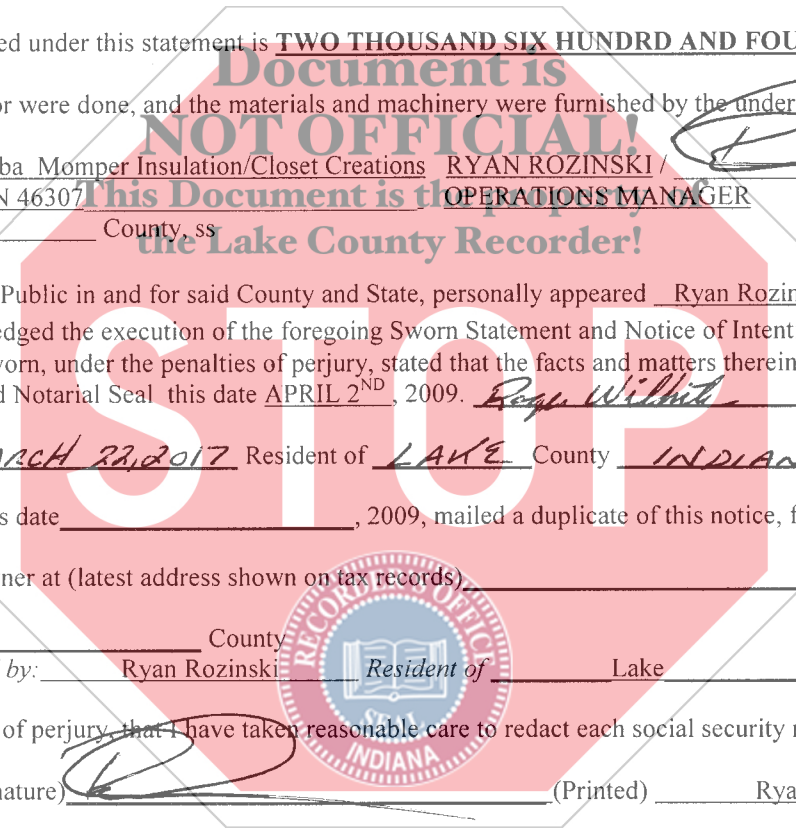 ed under this statement is TWO THOUSAND SIX HUNDRD AND FOU
Document is
or were done, and the materials and machinery were furnished by the under
NOT OFFICIAL!
ba Momper Insulation/Closet Creations RYAN ROZINSKI /
N 46307 OPERATIONS MANAGER
This Document is the property of
County, ss
the Lake County Recorder!
Public in and for said County and State, personally appeared Ryan Rozin
edged the execution of the foregoing Sworn Statement and Notice of Intent
worn, under the penalties of perjury, stated that the facts and matters therein
d Notarial Seal this date APRIL 2ND, 2009. Roger Wilhite
STOP
ARCH 22, 2017 Resident of LAKE County INDIAN
s date , 2009, mailed a duplicate of this notice, f
ner at (latest address shown on tax records)
County
by: Ryan Rozinski Resident of Lake
RECORDER'S OFFICE
SEAL
INDIANA
of perjury, that I have taken reasonable care to redact each social security n
nature) (Printed) Rya